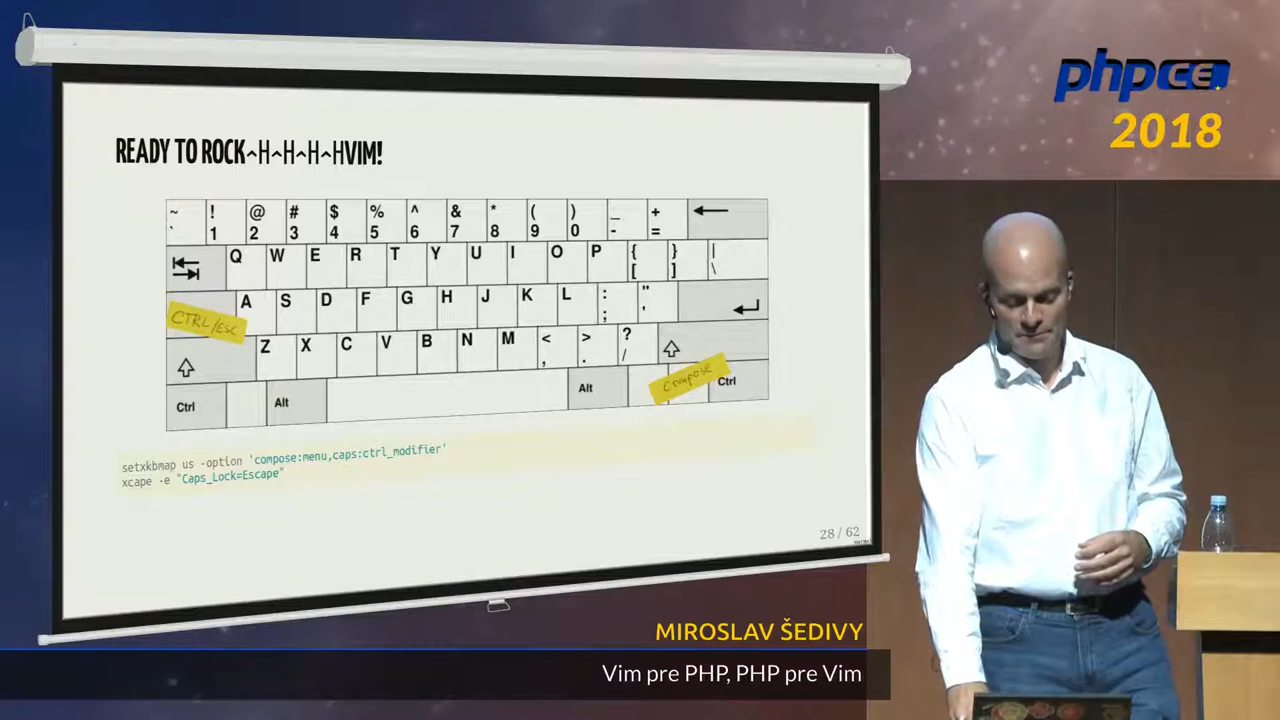 phpce
2018
READY TO ROCK^H^H^H^HVIM!
~ ! @ # $ % ^ & * ( ) _ +
` 1 2 3 4 5 6 7 8 9 0 - =
Q W E R T Y U I O P { } |
[ ] \
A S D F G H J K L : "
; '
CTRL/ESC
Z X C V B N M < > ?
, . /
Ctrl Alt Alt compose Ctrl
setxkbmap us -option 'compose:menu,caps:ctrl_modifier'
xcape -e "Caps_Lock=Escape"
28 / 62
MIROSLAV ŠEDIVY
Vim pre PHP, PHP pre Vim